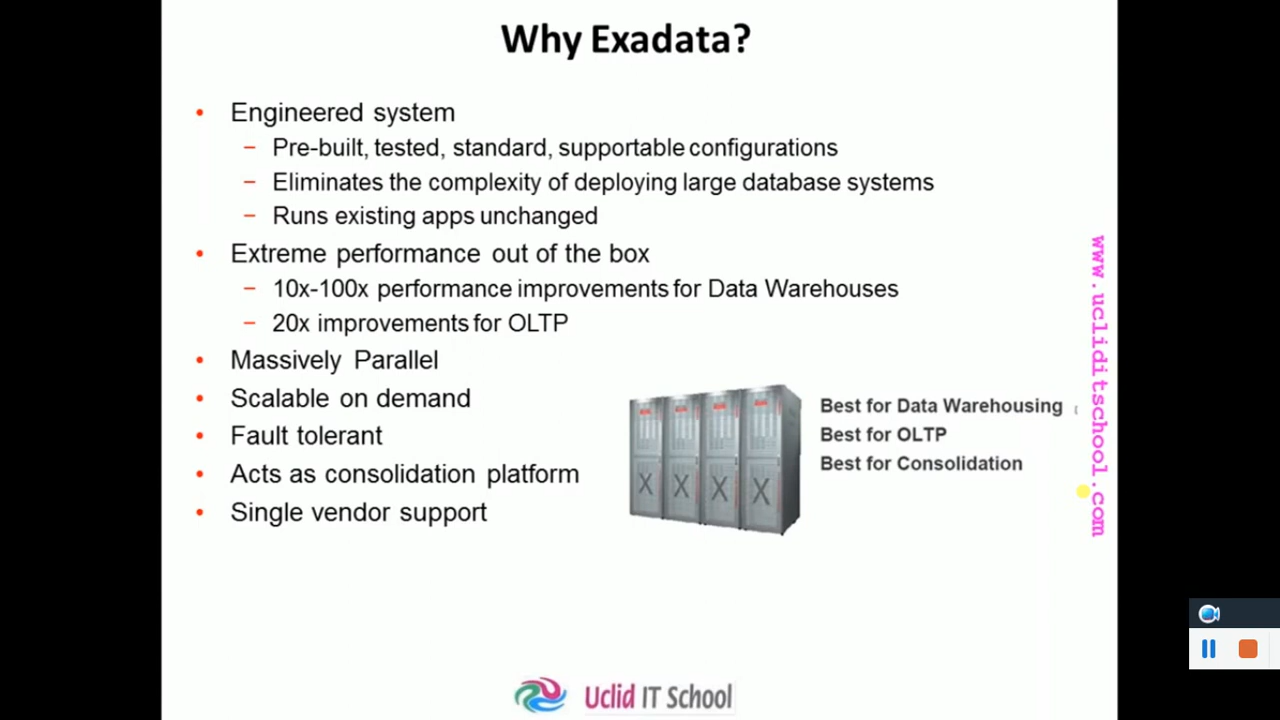 Why Exadata?
• Engineered system
– Pre-built, tested, standard, supportable configurations
– Eliminates the complexity of deploying large database systems
– Runs existing apps unchanged
• Extreme performance out of the box
– 10x-100x performance improvements for Data Warehouses
– 20x improvements for OLTP
• Massively Parallel
• Scalable on demand
• Fault tolerant
• Acts as consolidation platform
• Single vendor support
X X X X
Best for Data Warehousing
Best for OLTP
Best for Consolidation
www.ucliditschool.com
Uclid IT School